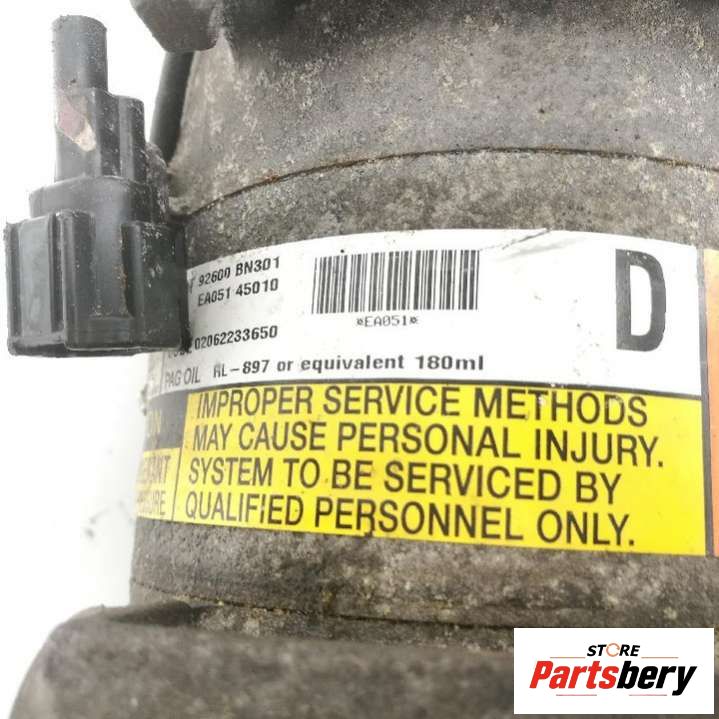 92600 BN301
EA051 45010
*EA051*
D
02062233650
PAG OIL RL-897 or equivalent 180ml
IMPROPER SERVICE METHODS
MAY CAUSE PERSONAL INJURY.
SYSTEM TO BE SERVICED BY
QUALIFIED PERSONNEL ONLY.
STORE
Partsbery